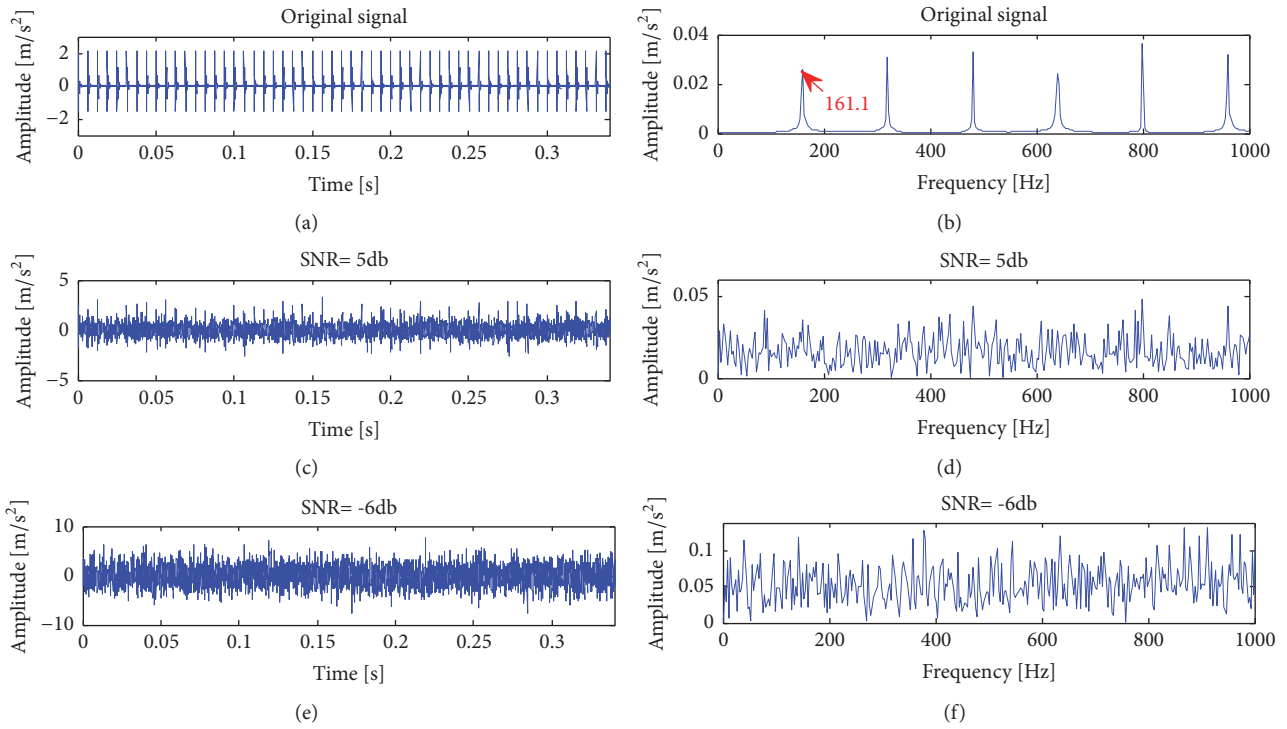 Original signal
Amplitude [m/s²]
2
0
−2
0 0.05 0.1 0.15 0.2 0.25 0.3
Time [s]
(a)
Original signal
Amplitude [m/s²]
0.04
0.02
0
161.1
0 200 400 600 800 1000
Frequency [Hz]
(b)
SNR= 5db
Amplitude [m/s²]
5
0
−5
0 0.05 0.1 0.15 0.2 0.25 0.3
Time [s]
(c)
SNR= 5db
Amplitude [m/s²]
0.05
0
0 200 400 600 800 1000
Frequency [Hz]
(d)
SNR= -6db
Amplitude [m/s²]
10
0
−10
0 0.05 0.1 0.15 0.2 0.25 0.3
Time [s]
(e)
SNR= -6db
Amplitude [m/s²]
0.1
0.05
0
0 200 400 600 800 1000
Frequency [Hz]
(f)